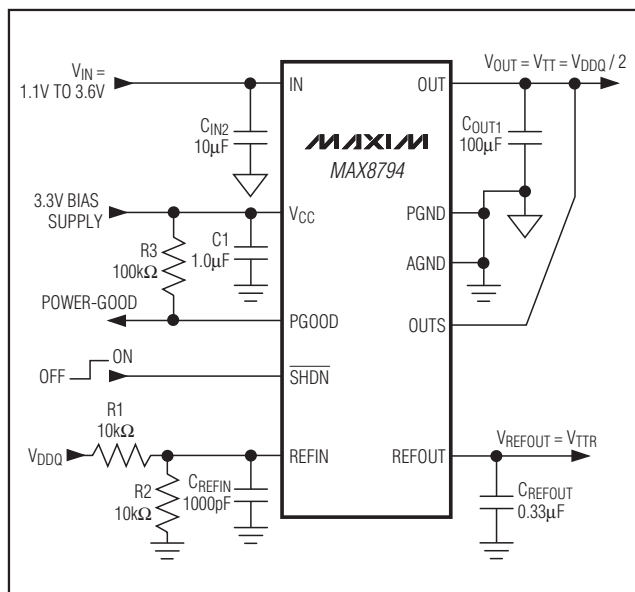 V_IN =
1.1V TO 3.6V
IN
OUT
V_OUT = V_TT = V_DDQ / 2
C_IN2
10µF
MAXIM
MAX8794
C_OUT1
100µF
3.3V BIAS
SUPPLY
V_CC
PGND
R3
100kΩ
C1
1.0µF
AGND
POWER-GOOD
PGOOD
OUTS
OFF
ON
SHDN
R1
10kΩ
V_DDQ
REFIN
REFOUT
V_REFOUT = V_TTR
R2
10kΩ
C_REFIN
1000pF
C_REFOUT
0.33µF